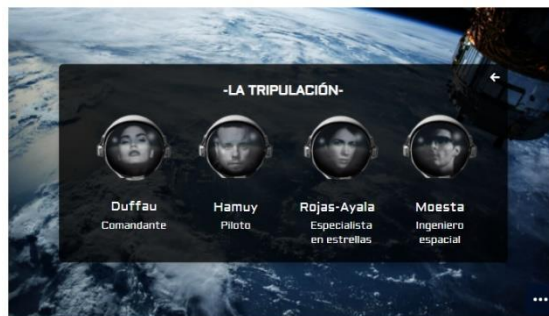 -LA TRIPULACIÓN-
Duffau
Comandante
Hamuy
Piloto
Rojas-Ayala
Especialista
en estrellas
Moesta
Ingeniero
espacial